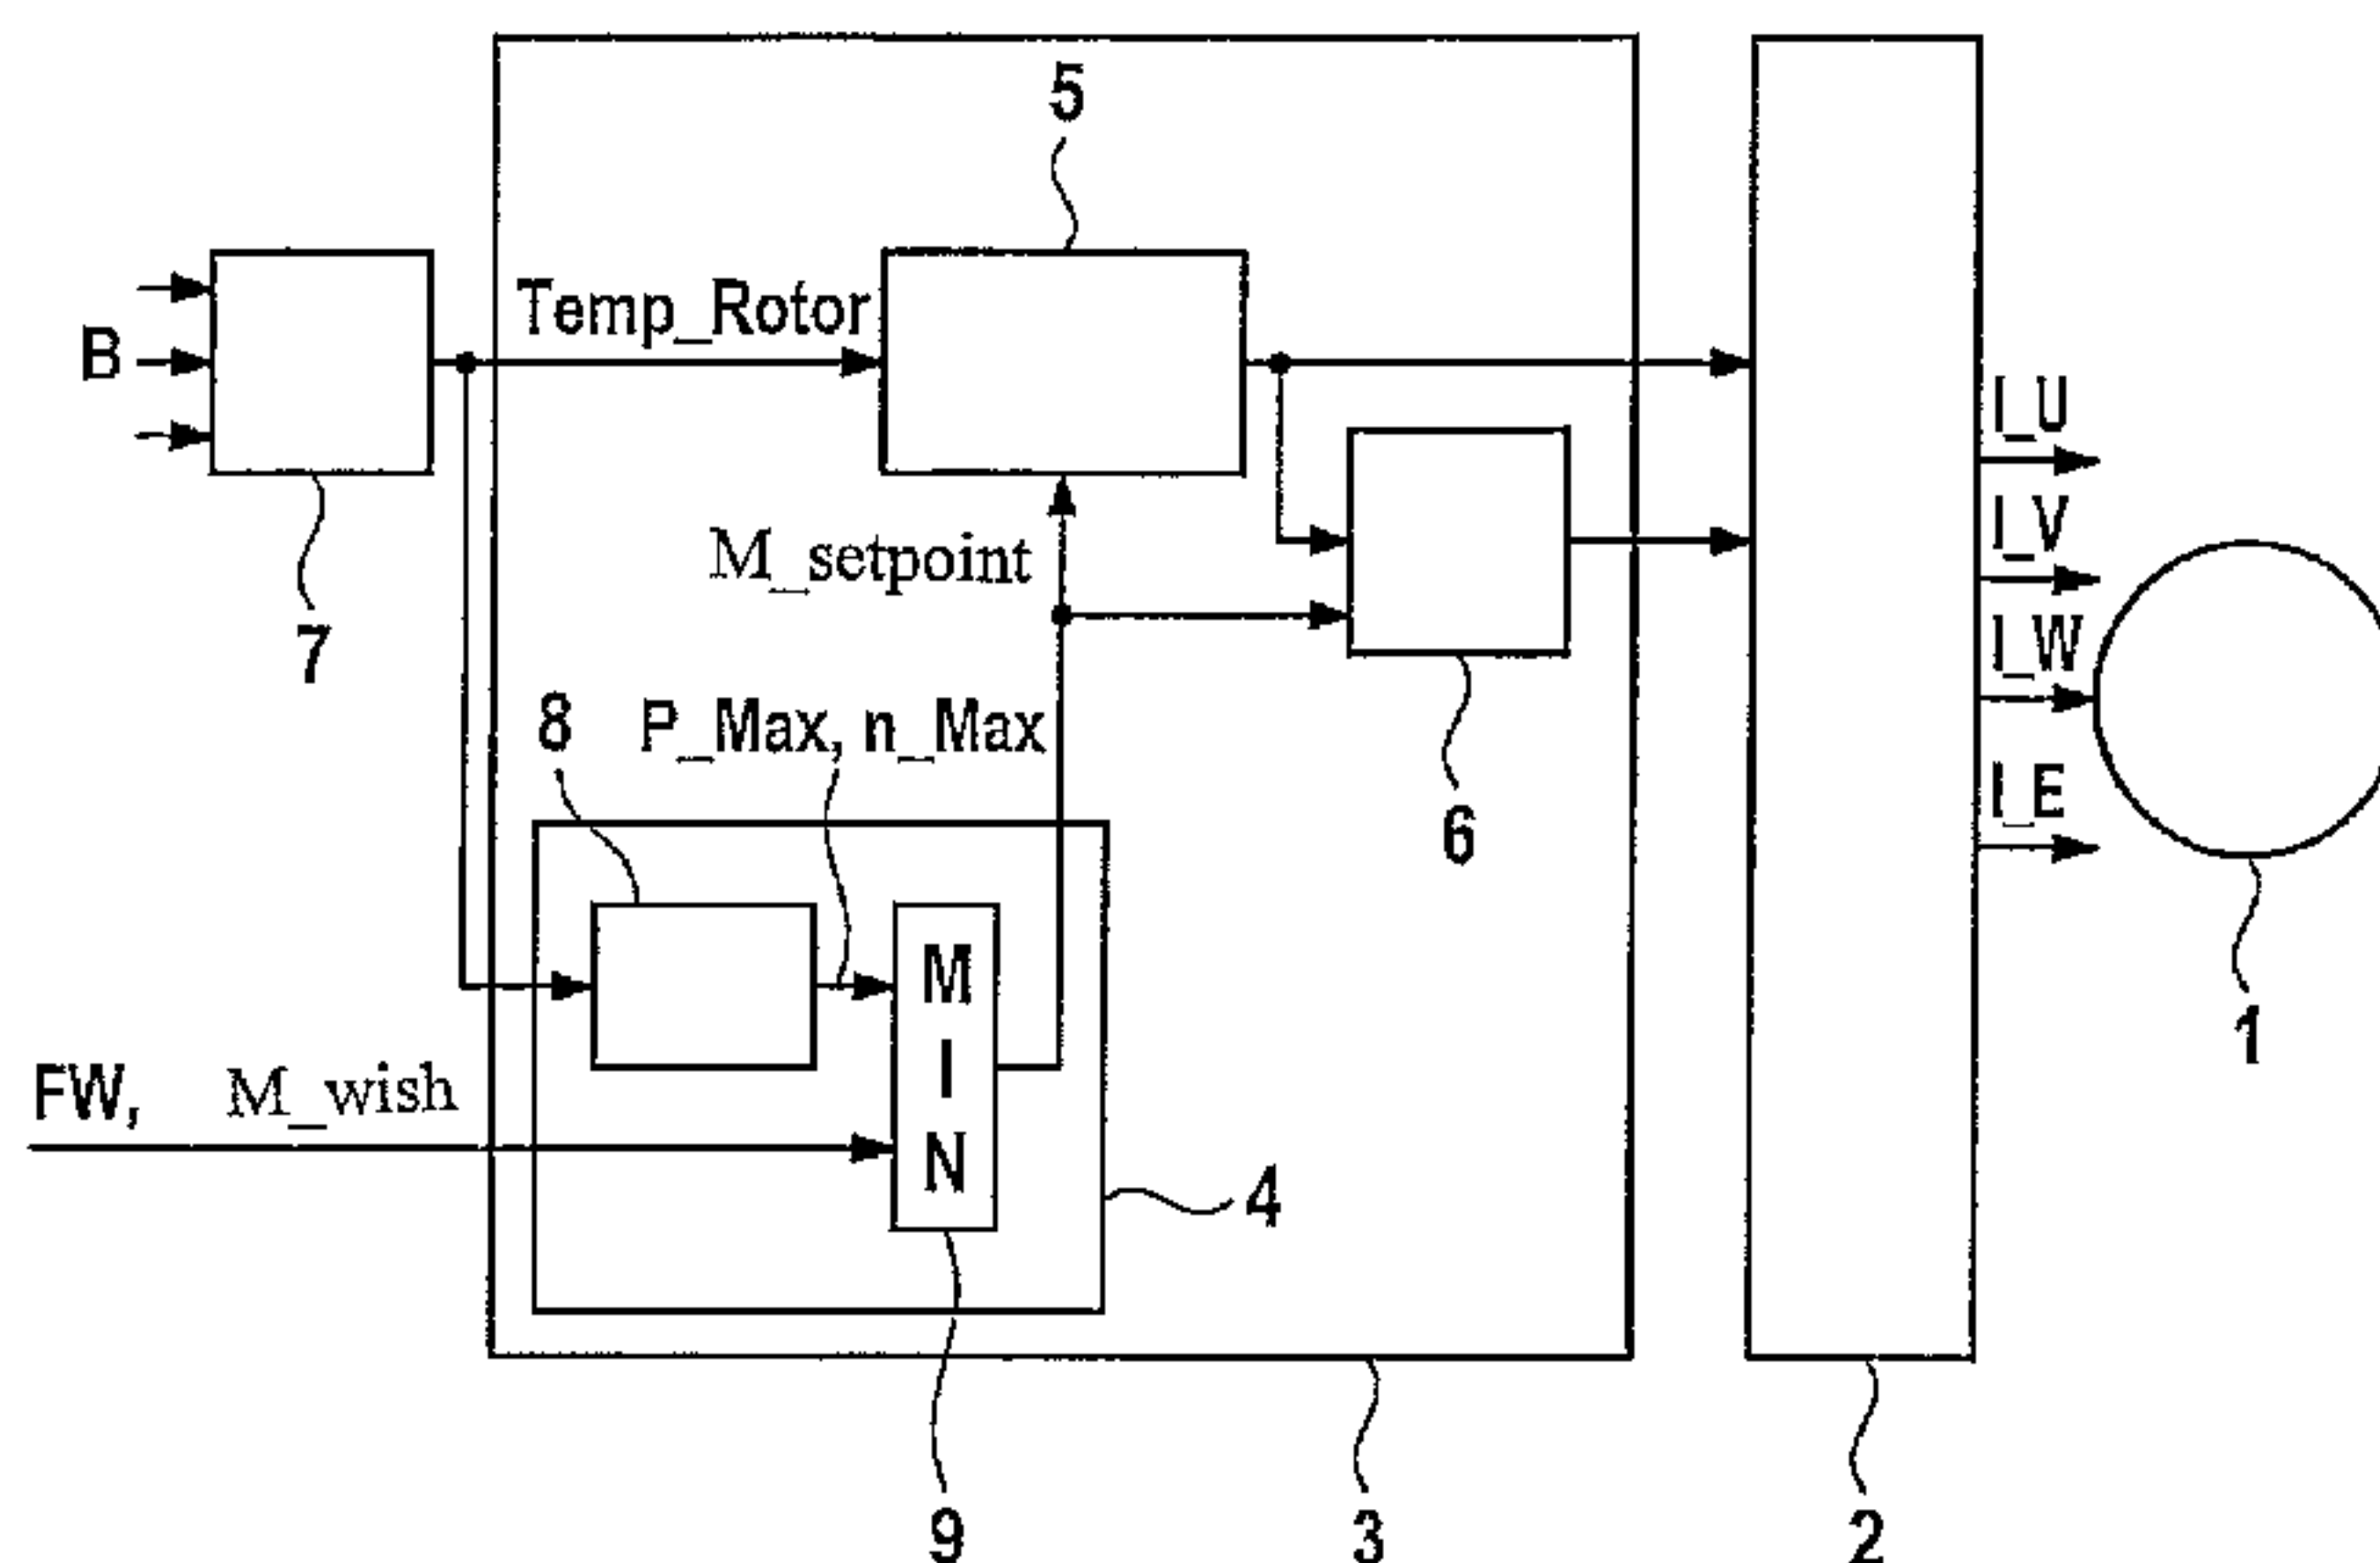 5
B
Temp_Rotor
I_U
M_setpoint
I_V
7
I_W
8
P_Max, n_Max
I_E
6
M
I
N
FW, M_wish
1
4
9
3
2